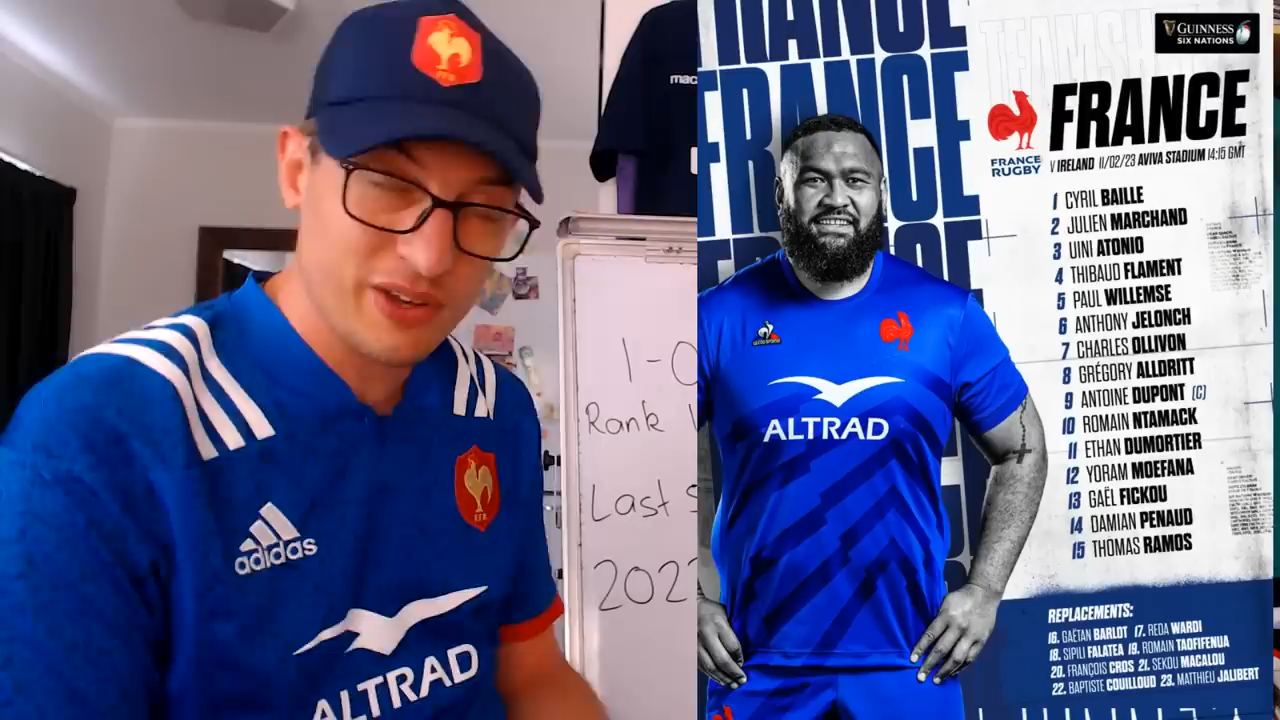 FFR
adidas
ALTRAD
mac
1-0
Rank
Last S
202
FRANCE
FRANCE
ALTRAD
GUINNESS
SIX NATIONS
TEAMSH
FRANCE
RUGBY
FRANCE
V IRELAND 11/02/23 AVIVA STADIUM 14:15 GMT
1 CYRIL BAILLE
2 JULIEN MARCHAND
3 UINI ATONIO
4 THIBAUD FLAMENT
5 PAUL WILLEMSE
6 ANTHONY JELONCH
7 CHARLES OLLIVON
8 GRÉGORY ALLDRITT
9 ANTOINE DUPONT (C)
10 ROMAIN NTAMACK
11 ETHAN DUMORTIER
12 YORAM MOEFANA
13 GAËL FICKOU
14 DAMIAN PENAUD
15 THOMAS RAMOS
REPLACEMENTS:
16. GAËTAN BARLOT 17. REDA WARDI
18. SIPILI FALATEA 19. ROMAIN TAOFIFENUA
20. FRANÇOIS CROS 21. SEKOU MACALOU
22. BAPTISTE COUILLOUD 23. MATTHIEU JALIBERT